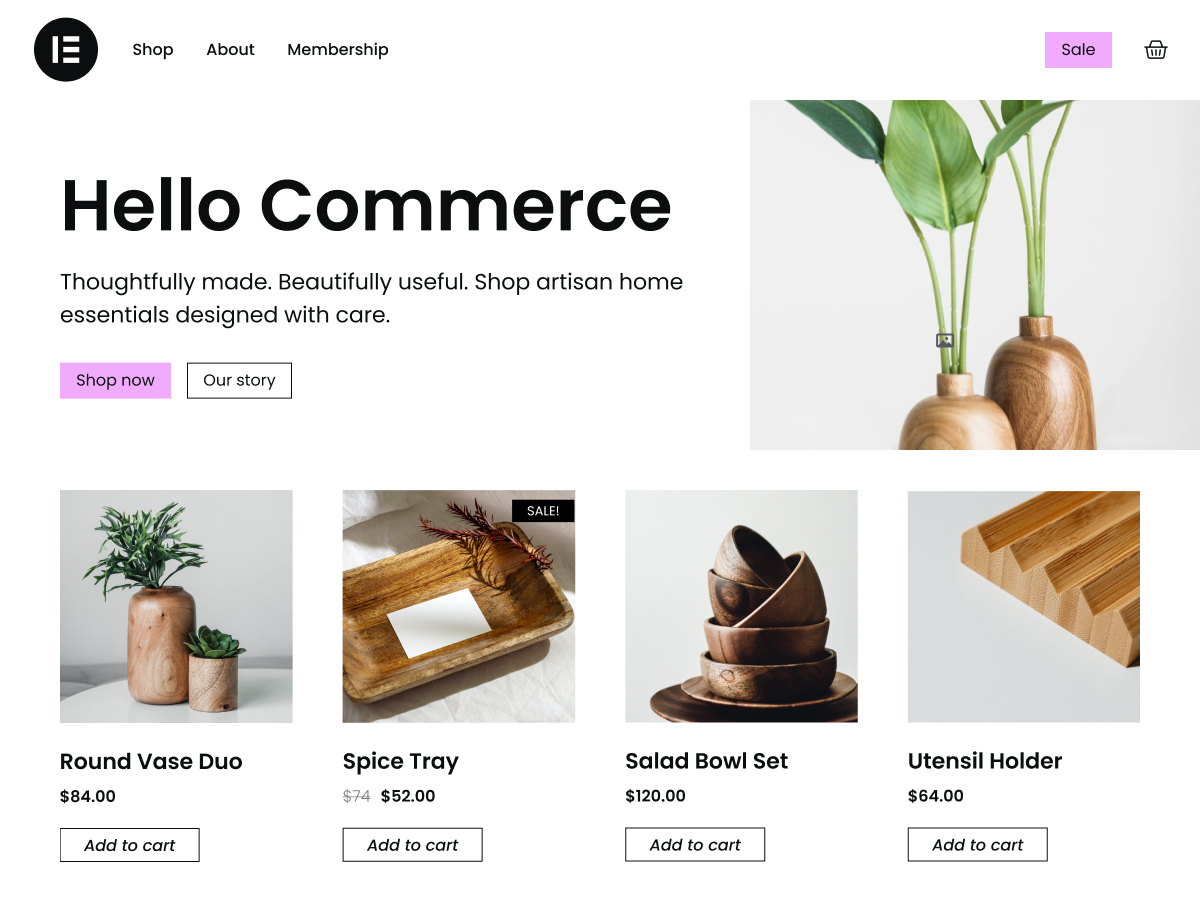 Shop About Membership Sale
Hello Commerce
Thoughtfully made. Beautifully useful. Shop artisan home
essentials designed with care.
Shop now Our story
SALE!
Round Vase Duo Spice Tray Salad Bowl Set Utensil Holder
$84.00 $74 $52.00 $120.00 $64.00
Add to cart Add to cart Add to cart Add to cart